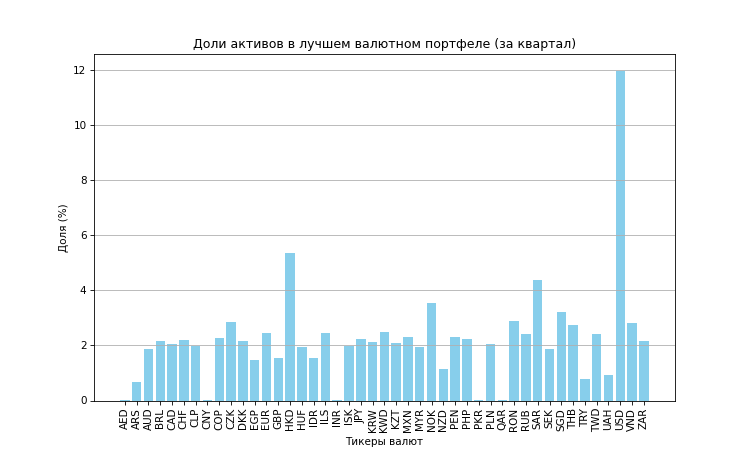 Доли активов в лучшем валютном портфеле (за квартал)
Доля (%)
12
10
8
6
4
2
0
AED ARS AUD BRL CAD CHF CLP CNY COP CZK DKK EGP EUR GBP HKD HUF IDR ILS INR ISK JPY KRW KWD KZT MXN MYR NOK NZD PEN PHP PKR PLN QAR RON RUB SAR SEK SGD THB TRY TWD UAH USD VND ZAR
Тикеры валют